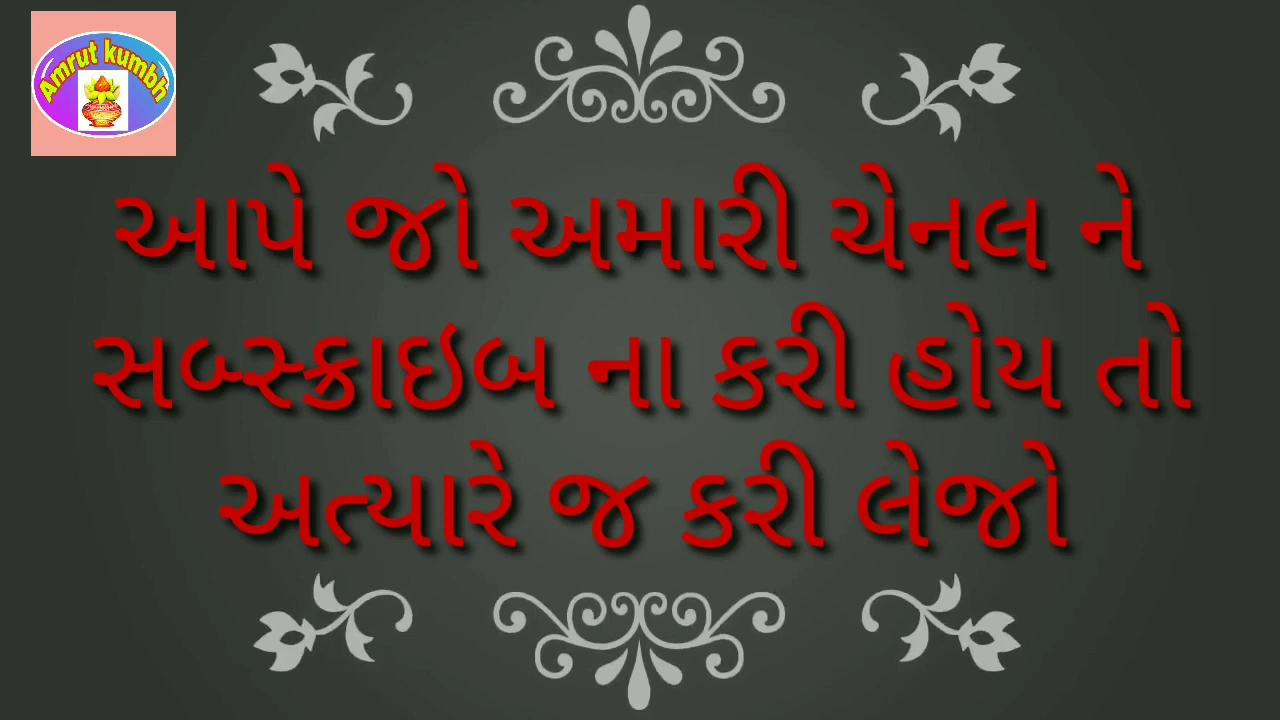 Amrut kumbh
આપે જો અમારી ચેનલ ને
સબ્સ્ક્રાઇબ ના કરી હોય તો
અત્યારે જ કરી લેજો